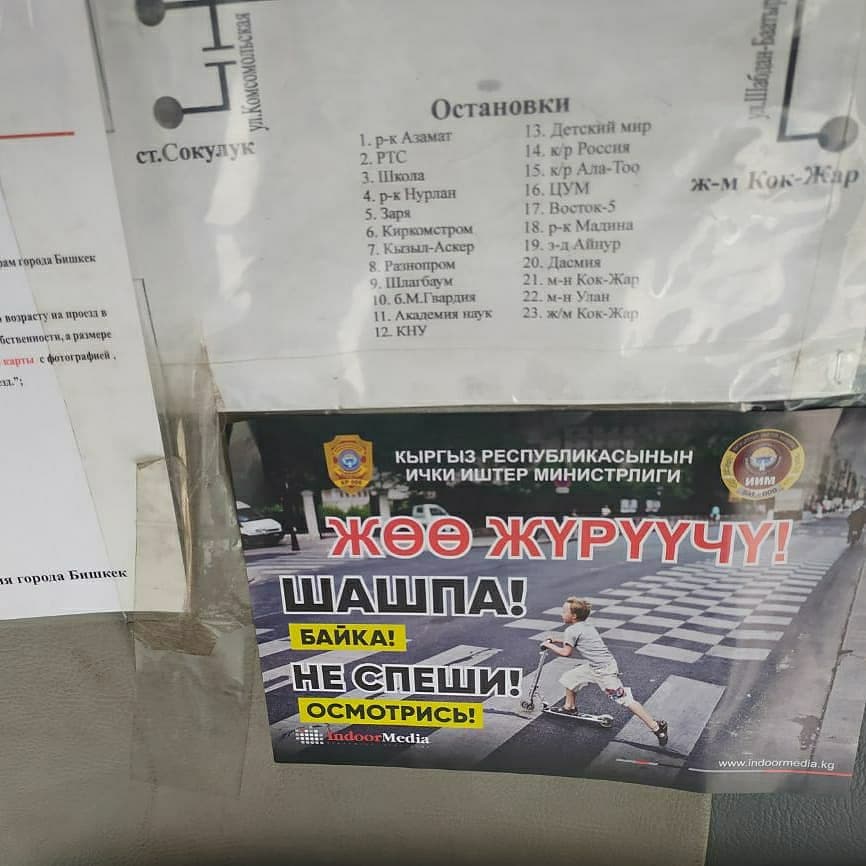 ул.Комсомольская
ст.Сокулук
Остановки
1. р-к Азамат
2. РТС
3. Школа
4. р-к Нурлан
5. Заря
6. Киркомстром
7. Кызыл-Аскер
8. Разнопром
9. Шлагбаум
10. б.М.Гвардия
11. Академия наук
12. КНУ
13. Детский мир
14. к/р Россия
15. к/р Ала-Тоо
16. ЦУМ
17. Восток-5
18. р-к Мадина
19. з-д Айнур
20. Дасмия
21. м-н Кок-Жар
22. м-н Улан
23. ж/м Кок-Жар
ул.Шабдан-Баатыр
ж-м Кок-Жар
города Бишкек
возрасту на проезд в
а размере
карты с фотографией ,
города Бишкек
КЫРГЫЗ РЕСПУБЛИКАСЫНЫН
ИЧКИ ИШТЕР МИНИСТРЛИГИ
ИИМ
ЖӨӨ ЖҮРҮҮЧҮ!
ШАШПА!
БАЙКА!
НЕ СПЕШИ!
ОСМОТРИСЬ!
IndoorMedia
www.indoormedia.kg